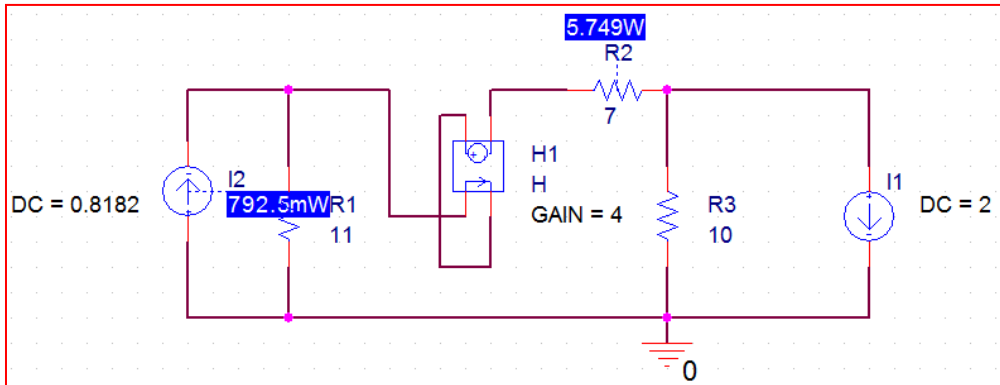 5.749W
R2
7
H1
H
GAIN = 4
DC = 0.8182
I2
792.5mW
R1
11
R3
10
I1
DC = 2
0